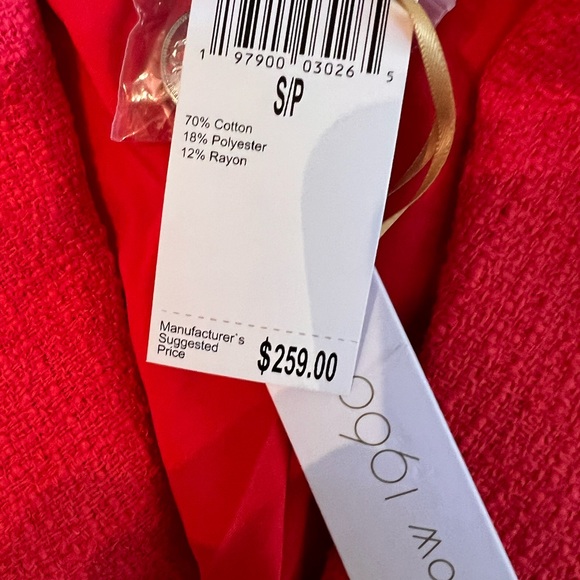 1 97900 03026 5
S/P
70% Cotton
18% Polyester
12% Rayon
Manufacturer`s
Suggested
Price
$259.00